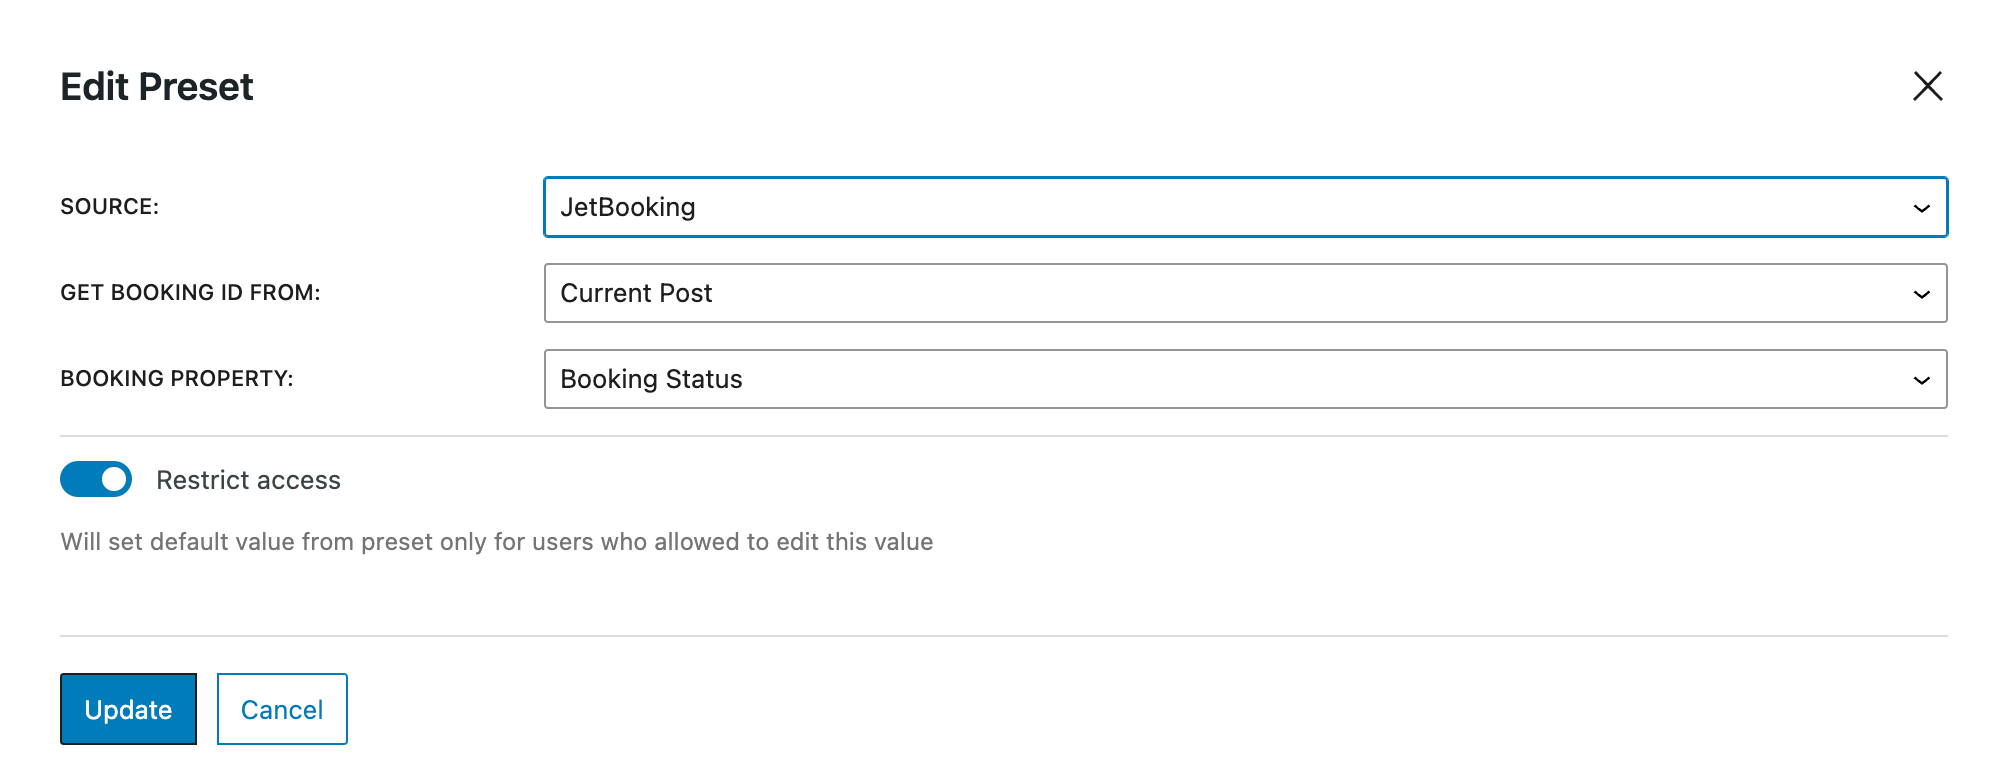 Edit Preset
SOURCE:
JetBooking
GET BOOKING ID FROM:
Current Post
BOOKING PROPERTY:
Booking Status
Restrict access
Will set default value from preset only for users who allowed to edit this value
Update
Cancel